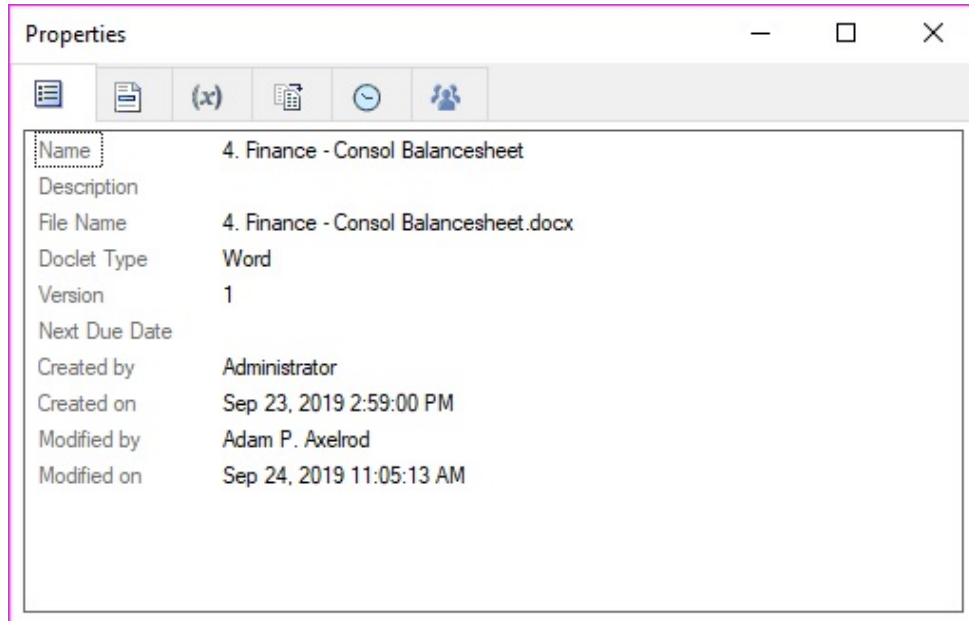 Properties
(x)
Name 4. Finance - Consol Balancesheet
Description
File Name 4. Finance - Consol Balancesheet.docx
Doclet Type Word
Version 1
Next Due Date
Created by Administrator
Created on Sep 23, 2019 2:59:00 PM
Modified by Adam P. Axelrod
Modified on Sep 24, 2019 11:05:13 AM